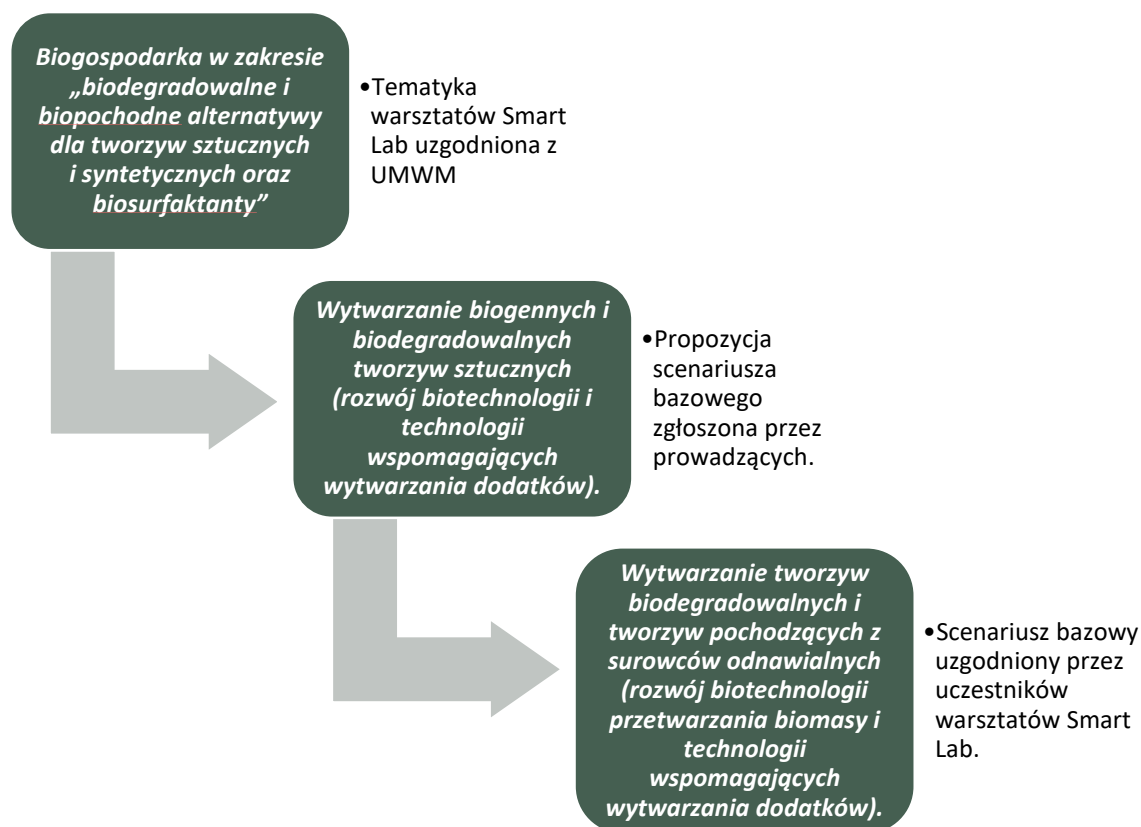 Biogospodarka w zakresie
„biodegradowalne i
biopochodne alternatywy
dla tworzyw sztucznych
i syntetycznych oraz
biosurfaktanty”
•Tematyka
warsztatów Smart
Lab uzgodniona z
UMWM
Wytwarzanie biogennych i
biodegradowalnych
tworzyw sztucznych
(rozwój biotechnologii i
technologii
wspomagających
wytwarzania dodatków).
•Propozycja
scenariusza
bazowego
zgłoszona przez
prowadzących.
Wytwarzanie tworzyw
biodegradowalnych i
tworzyw pochodzących z
surowców odnawialnych
(rozwój biotechnologii
przetwarzania biomasy i
technologii
wspomagających
wytwarzania dodatków).
•Scenariusz bazowy
uzgodniony przez
uczestników
warsztatów Smart
Lab.